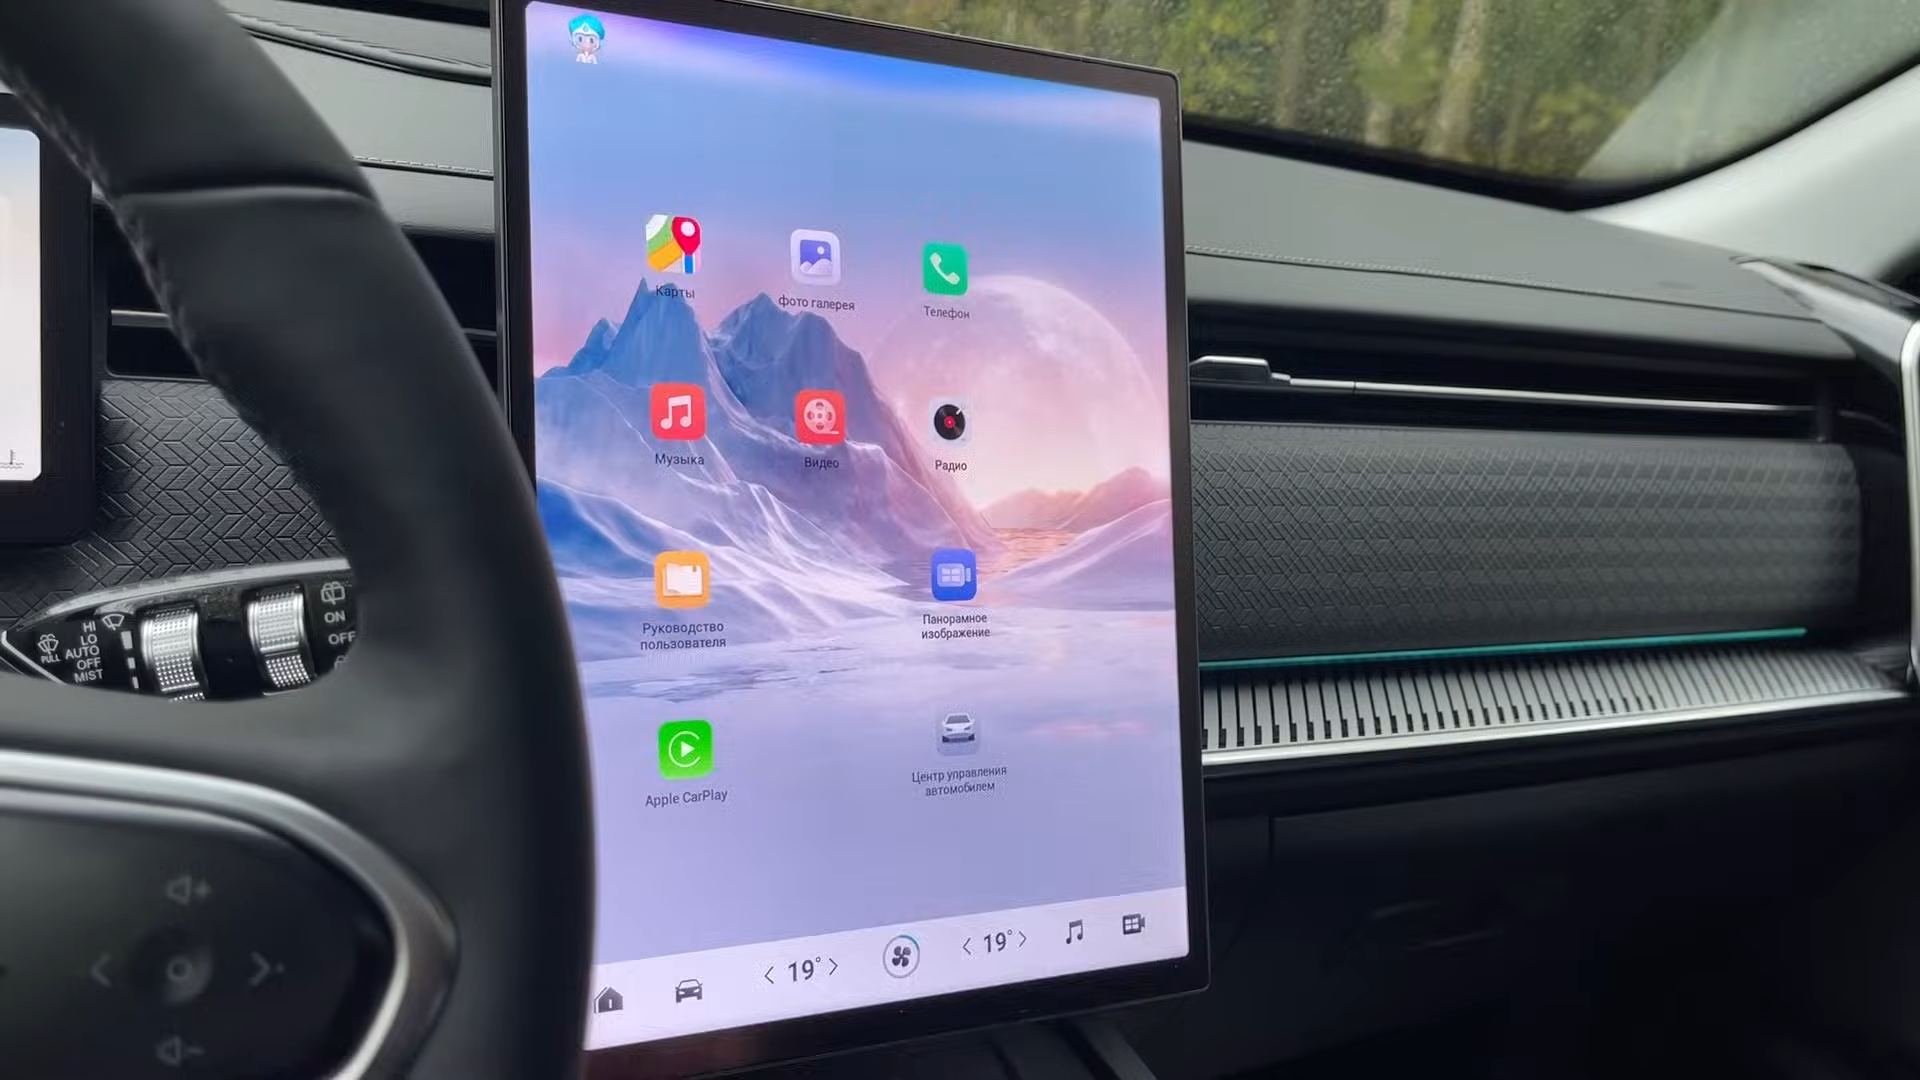 Карты
фото галерея
Телефон
Музыка
Видео
Радио
Руководство
пользователя
Панорамное
изображение
Apple CarPlay
Центр управления
автомобилем
< 19° >
< 19° >
HI
LO
AUTO
OFF
MIST
PULL
ON
OFF